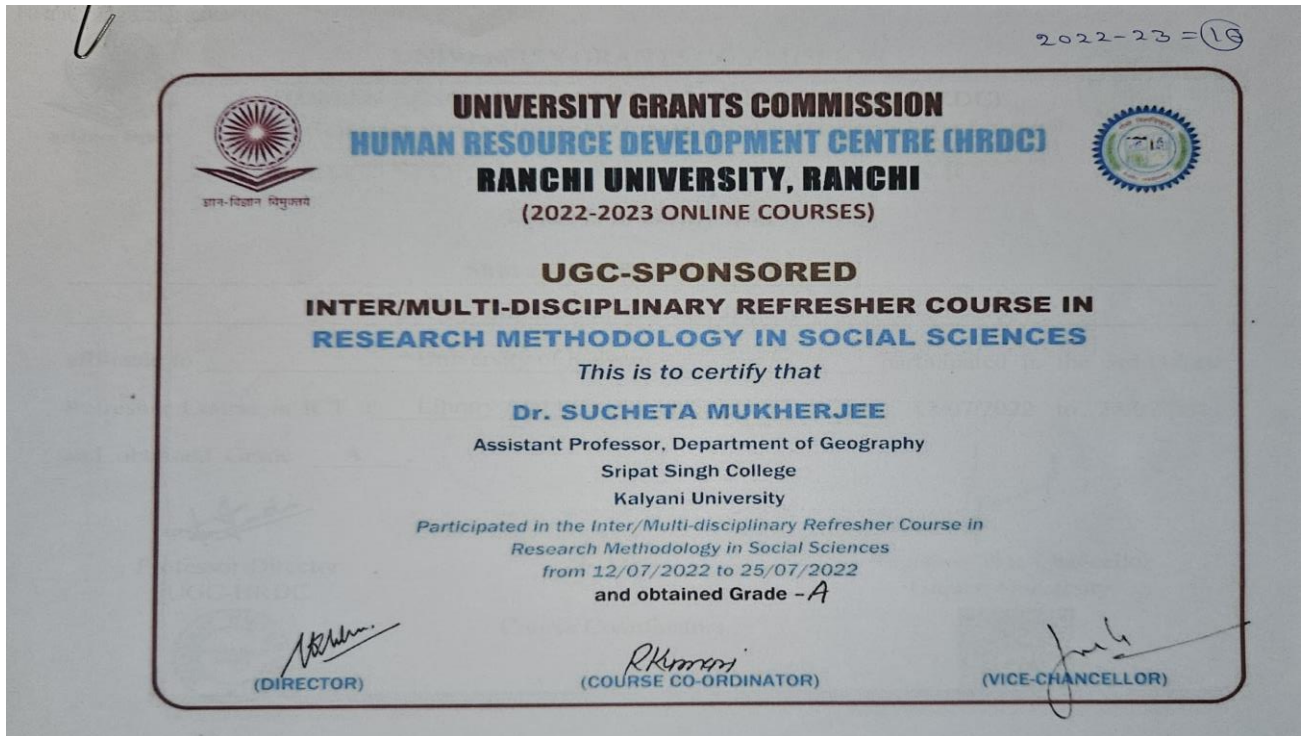 2022-23 = 16
UNIVERSITY GRANTS COMMISSION
HUMAN RESOURCE DEVELOPMENT CENTRE (HRDC)
RANCHI UNIVERSITY, RANCHI
(2022-2023 ONLINE COURSES)
ज्ञान-विज्ञान विमुक्तये
UGC-SPONSORED
INTER/MULTI-DISCIPLINARY REFRESHER COURSE IN
RESEARCH METHODOLOGY IN SOCIAL SCIENCES
This is to certify that
Dr. SUCHETA MUKHERJEE
Assistant Professor, Department of Geography
Sripat Singh College
Kalyani University
Participated in the Inter/Multi-disciplinary Refresher Course in
Research Methodology in Social Sciences
from 12/07/2022 to 25/07/2022
and obtained Grade - A
RKumari
(DIRECTOR) (COURSE CO-ORDINATOR) (VICE-CHANCELLOR)